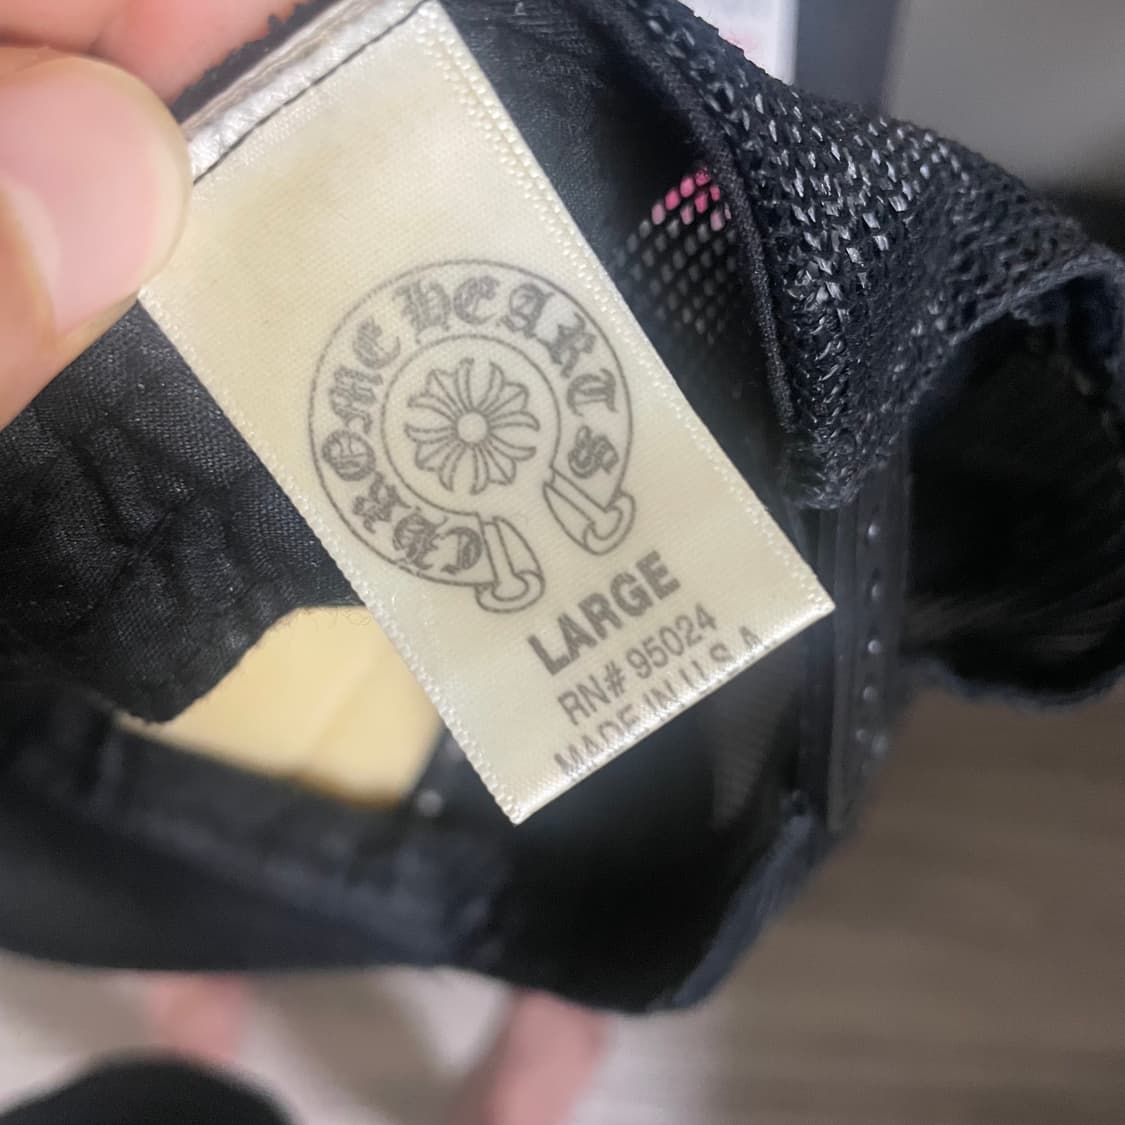 CHROME HEARTS
LARGE
RN# 95024
MADE IN U.S.A